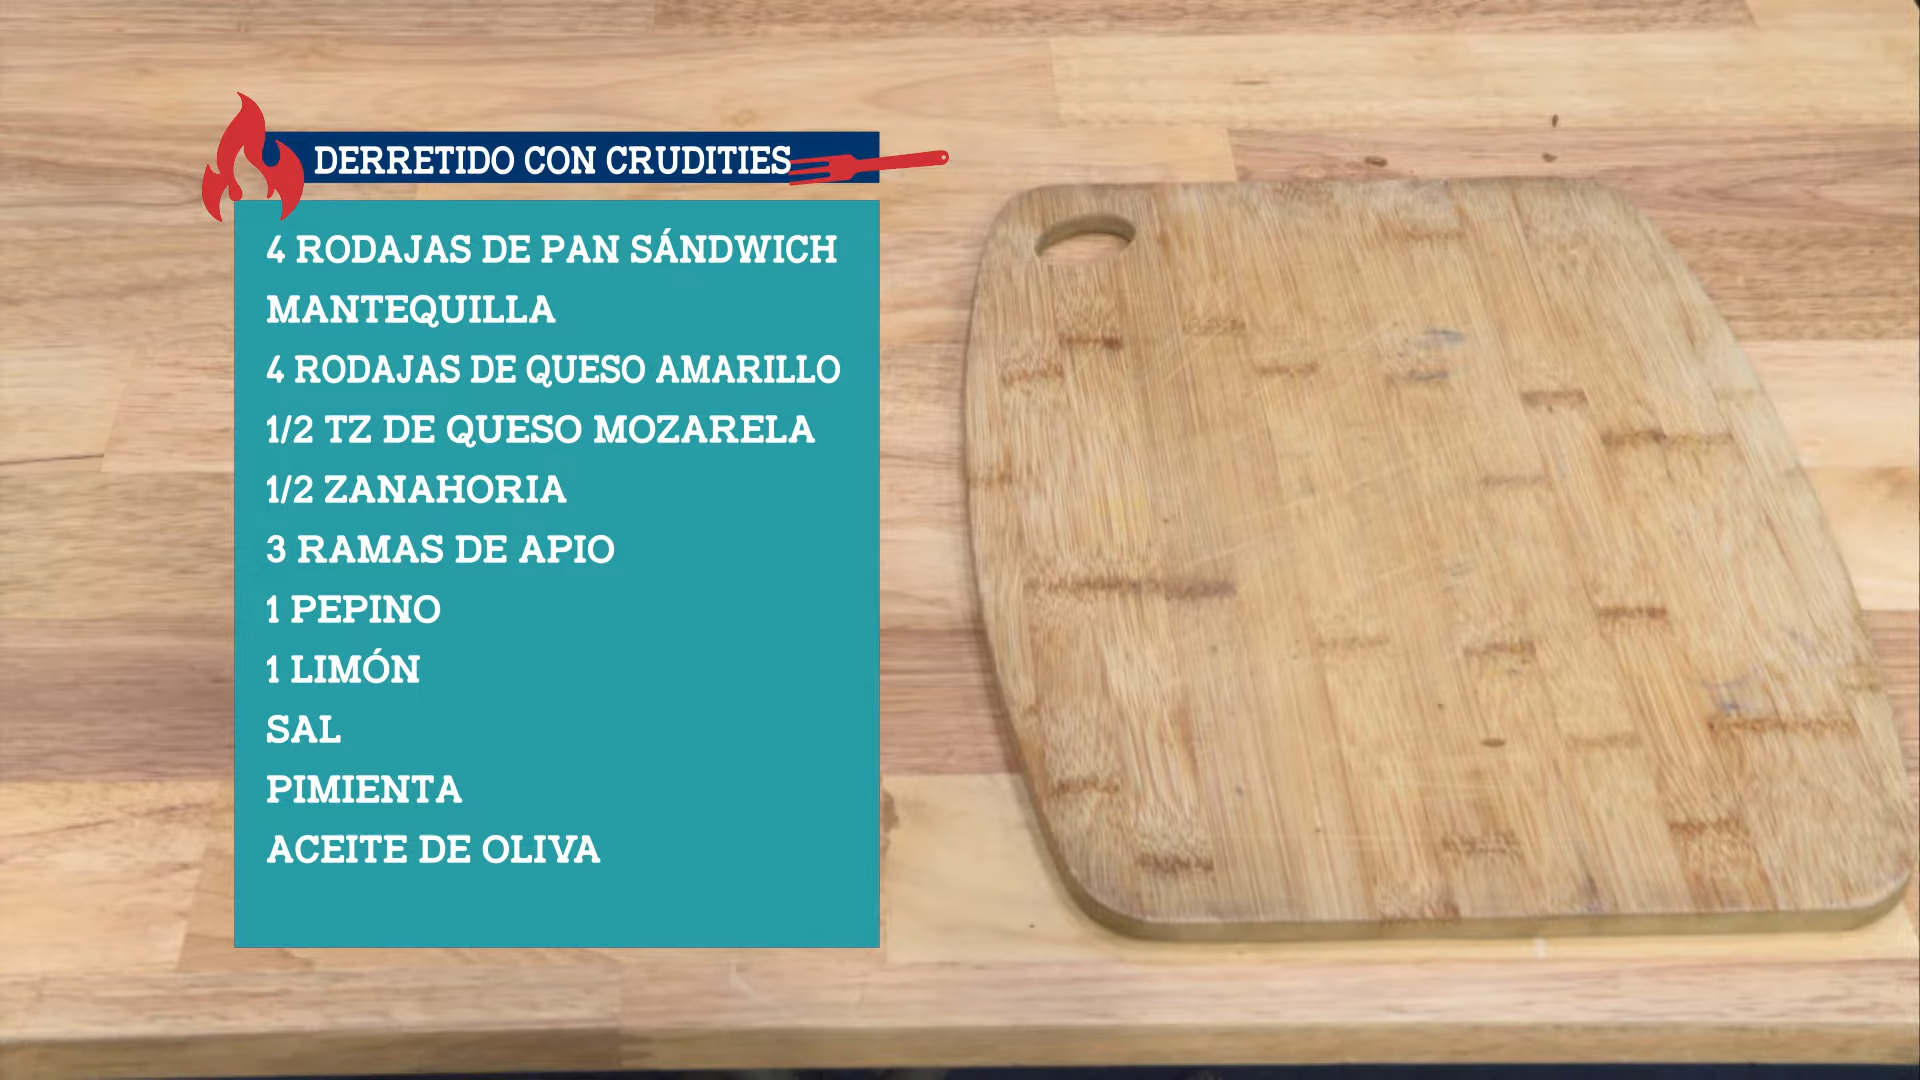 DERRETIDO CON CRUDITIES
4 RODAJAS DE PAN SÁNDWICH
MANTEQUILLA
4 RODAJAS DE QUESO AMARILLO
1/2 TZ DE QUESO MOZARELA
1/2 ZANAHORIA
3 RAMAS DE APIO
1 PEPINO
1 LIMÓN
SAL
PIMIENTA
ACEITE DE OLIVA